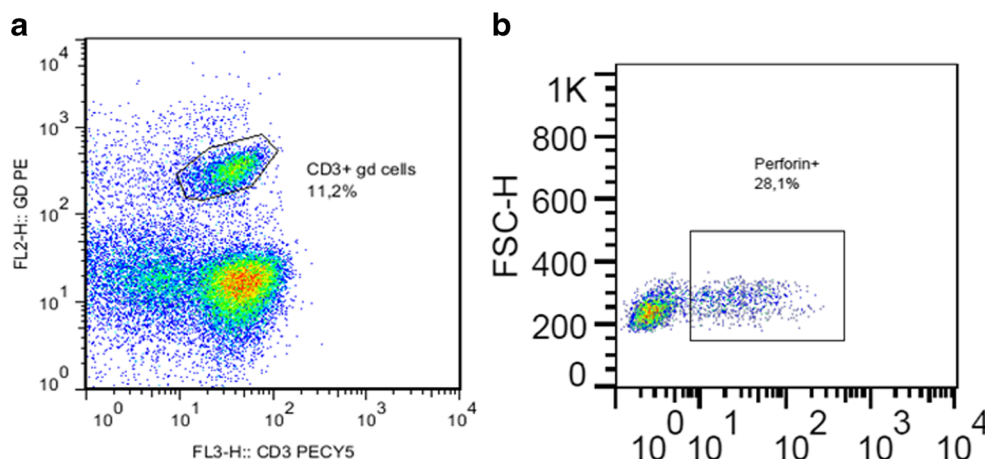 a
10^4
10^3
10^2
10^1
10^0
FL2-H:: GD PE
CD3+ gd cells
11,2%
10^0 10^1 10^2 10^3 10^4
FL3-H:: CD3 PECY5
b
1K
800
600
400
200
0
FSC-H
Perforin+
28,1%
10^0 10^1 10^2 10^3 10^4